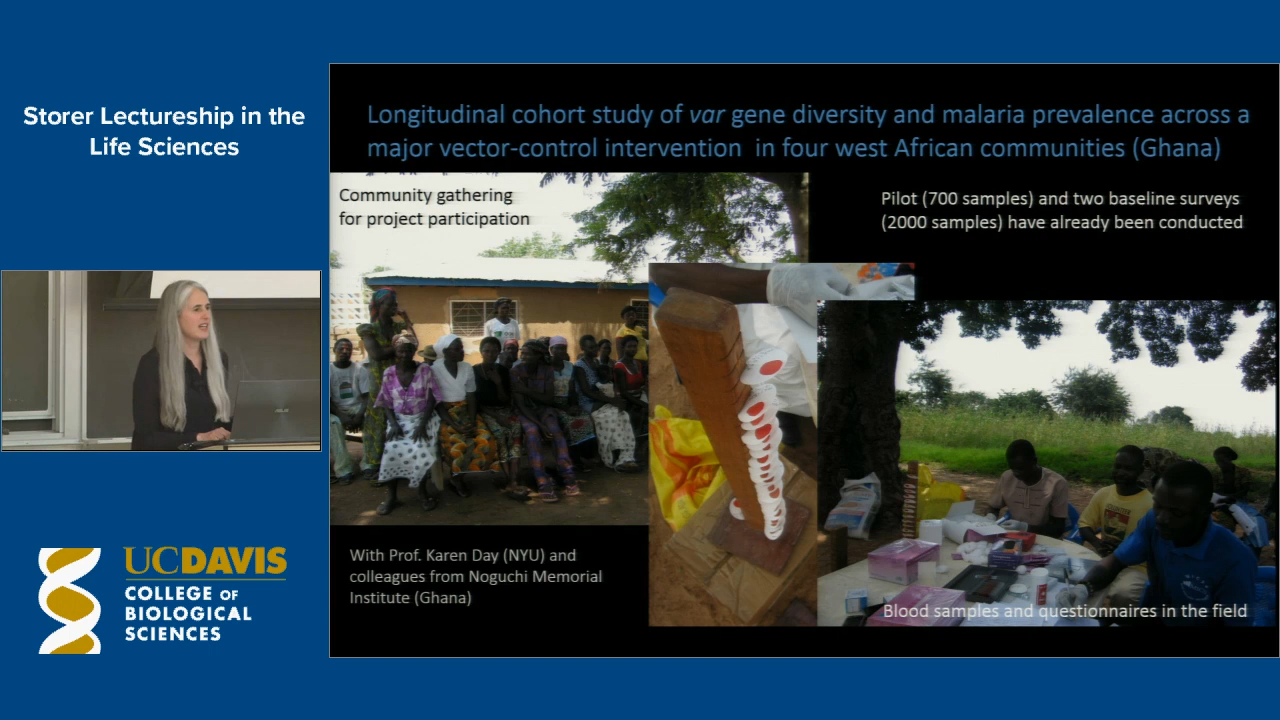 Storer Lectureship in the
Life Sciences
Longitudinal cohort study of var gene diversity and malaria prevalence across a
major vector-control intervention in four west African communities (Ghana)
Community gathering
for project participation
Pilot (700 samples) and two baseline surveys
(2000 samples) have already been conducted
With Prof. Karen Day (NYU) and
colleagues from Noguchi Memorial
Institute (Ghana)
Blood samples and questionnaires in the field
UCDAVIS
COLLEGE OF
BIOLOGICAL
SCIENCES